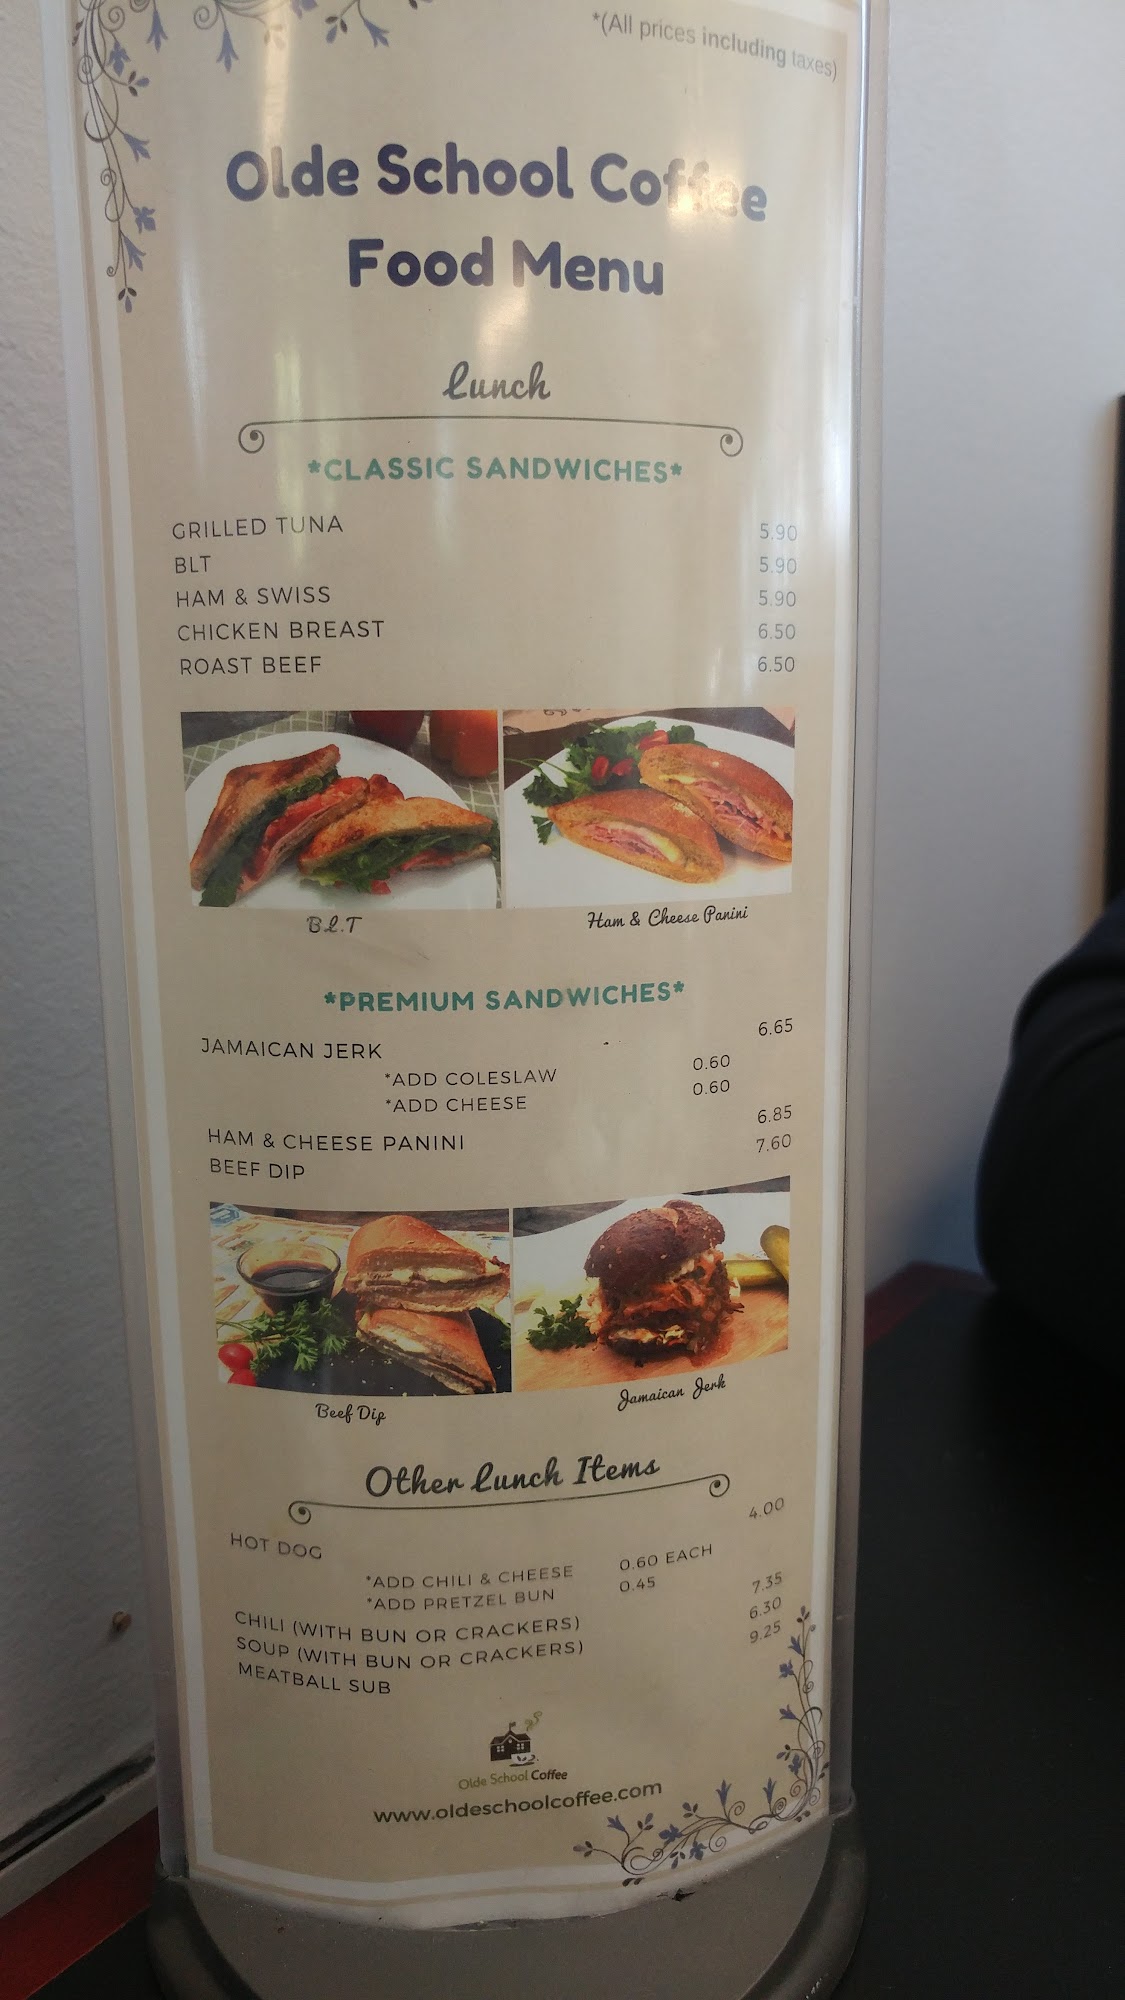 *(All prices including taxes)
Olde School Coffee
Food Menu
Lunch
*CLASSIC SANDWICHES*
GRILLED TUNA 5.90
BLT 5.90
HAM & SWISS 5.90
CHICKEN BREAST 6.50
ROAST BEEF 6.50
B.L.T Ham & Cheese Panini
*PREMIUM SANDWICHES*
JAMAICAN JERK 6.65
*ADD COLESLAW 0.60
*ADD CHEESE 0.60
HAM & CHEESE PANINI 6.85
BEEF DIP 7.60
Beef Dip Jamaican Jerk
Other Lunch Items
HOT DOG 4.00
*ADD CHILI & CHEESE 0.60 EACH
*ADD PRETZEL BUN 0.45
CHILI (WITH BUN OR CRACKERS) 7.35
SOUP (WITH BUN OR CRACKERS) 6.30
MEATBALL SUB 9.25
Olde School Coffee
www.oldeschoolcoffee.com